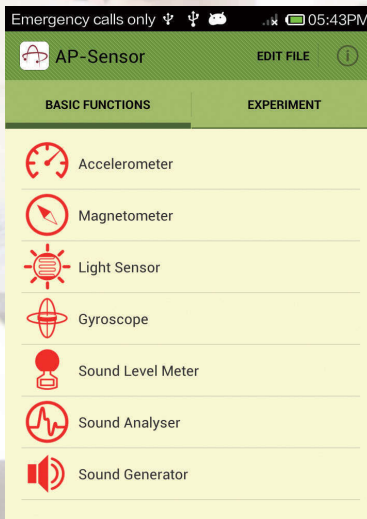 Emergency calls only 05:43PM
AP-Sensor EDIT FILE
BASIC FUNCTIONS EXPERIMENT
Accelerometer
Magnetometer
Light Sensor
Gyroscope
Sound Level Meter
Sound Analyser
Sound Generator